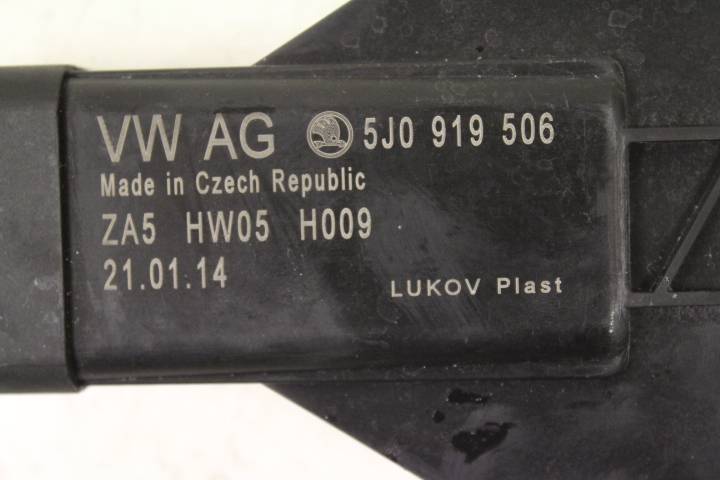 VW AG 5J0 919 506
Made in Czech Republic
ZA5 HW05 H009
21.01.14
LUKOV Plast